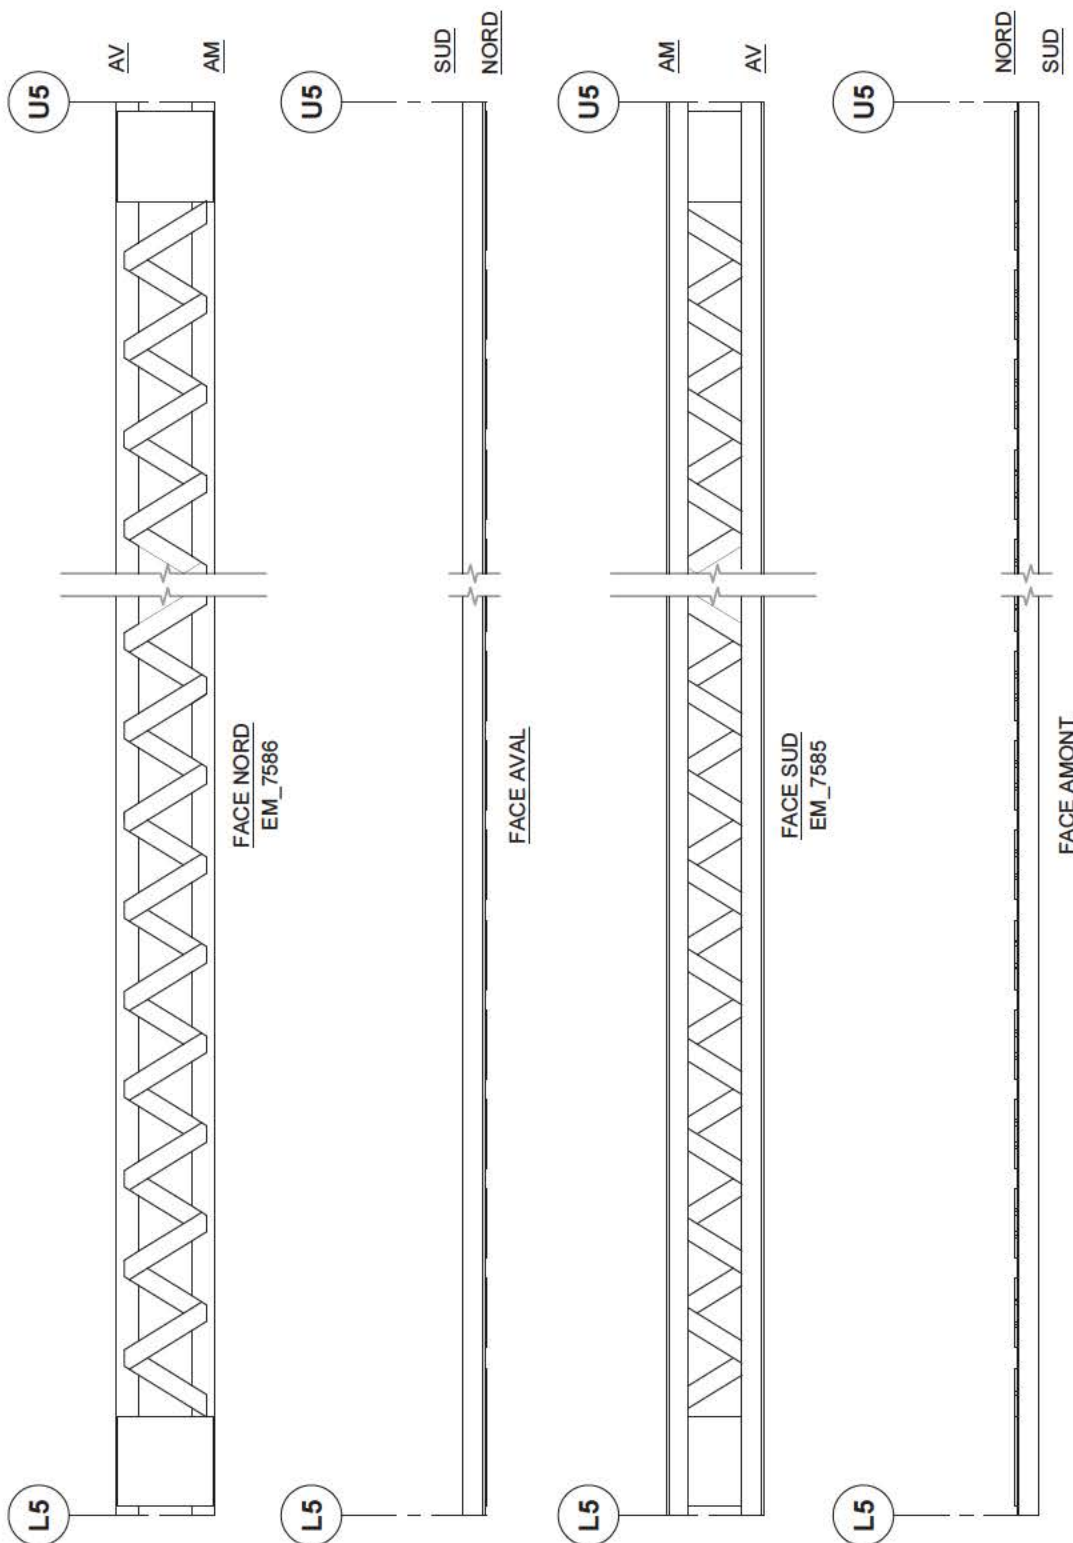 U5
AV
AM
FACE NORD
EM_7586
L5
U5
SUD
NORD
FACE AVAL
L5
U5
AM
AV
FACE SUD
EM_7585
L5
U5
NORD
SUD
FACE AMONT
L5